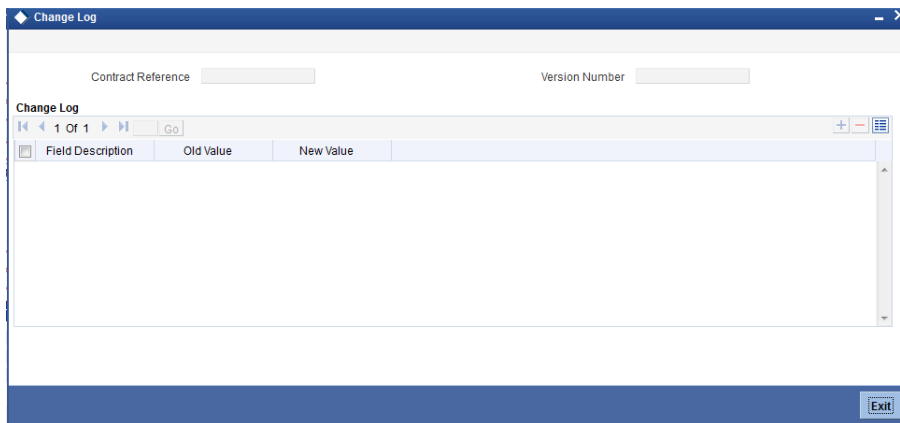 Change Log
Contract Reference Version Number
Change Log
1 Of 1 Go
Field Description Old Value New Value
Exit